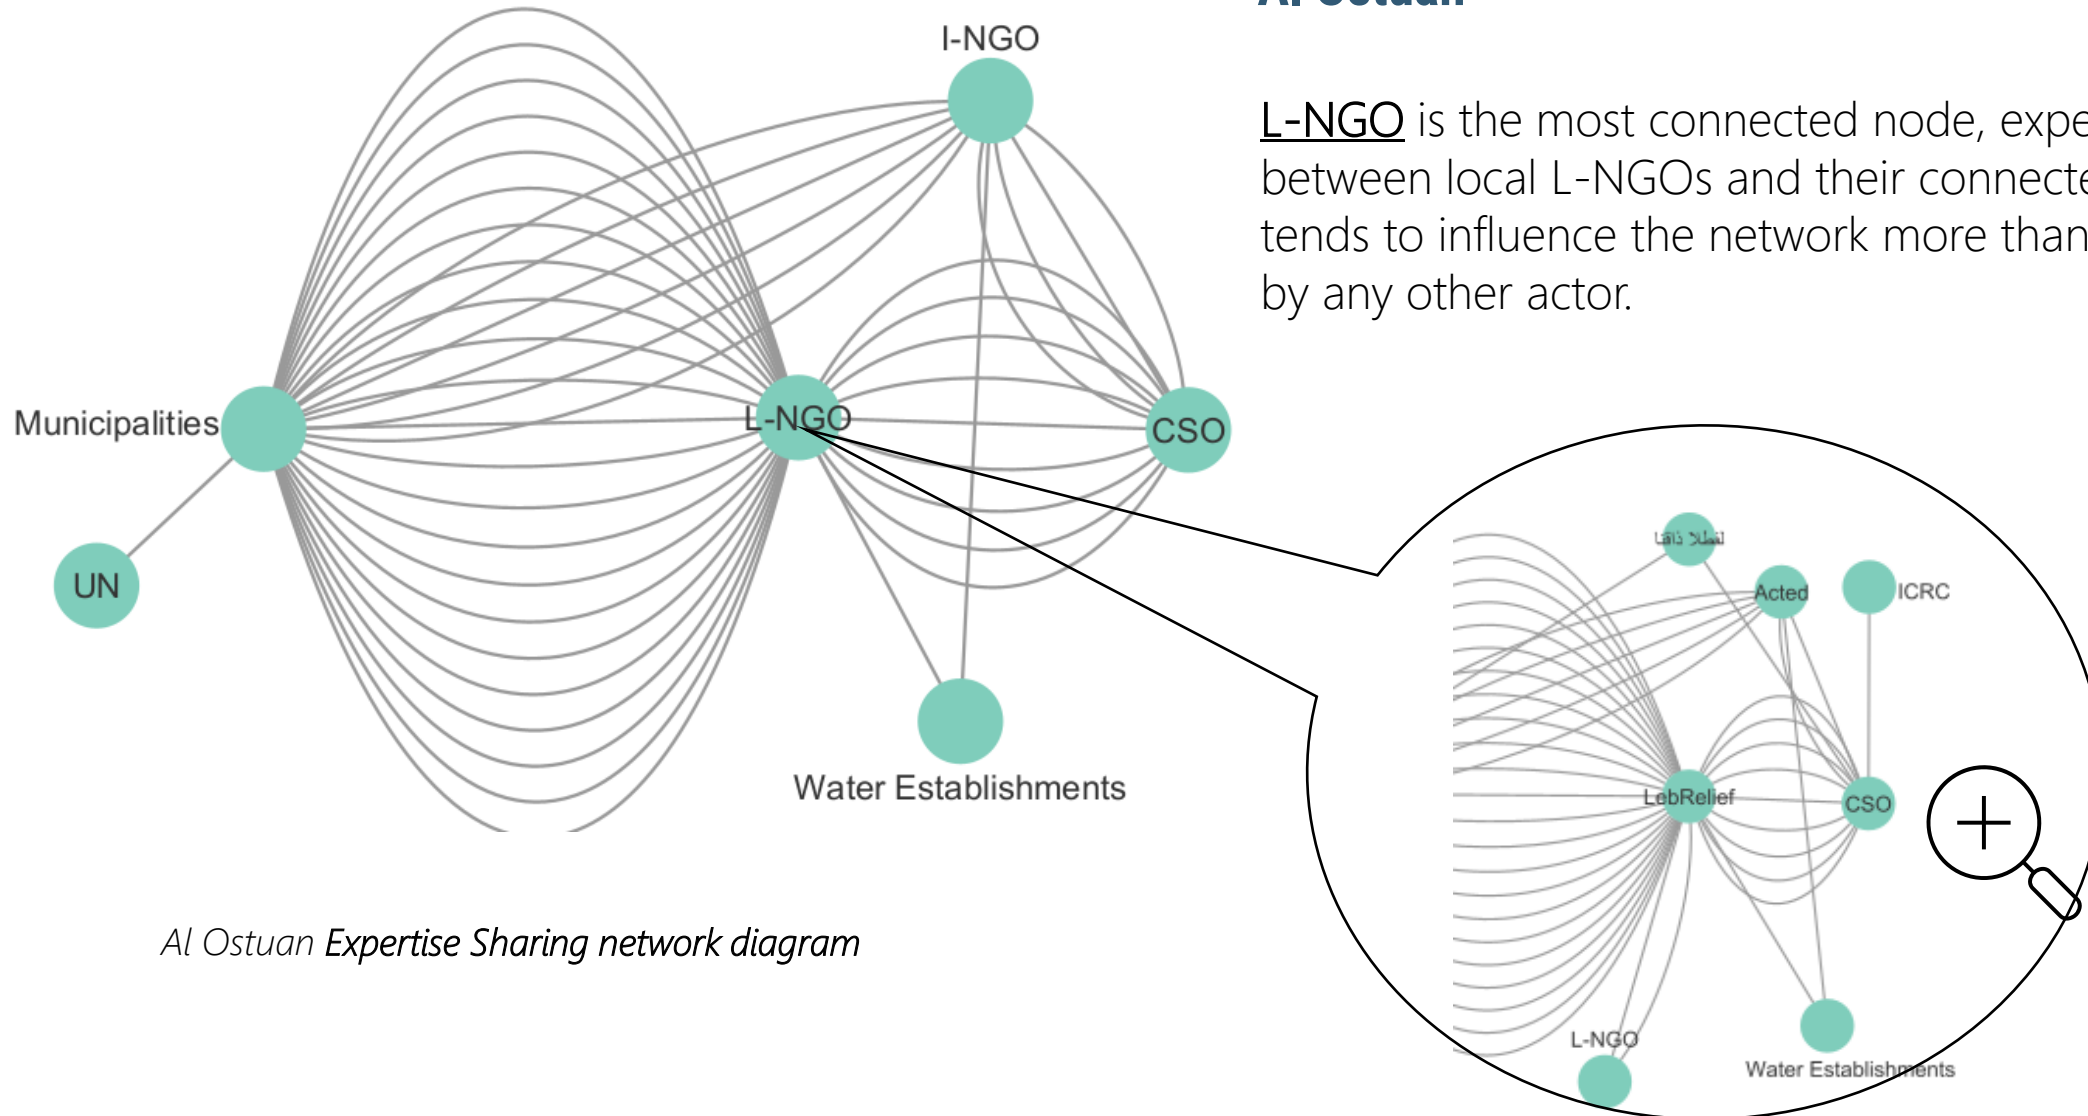 Al Ostuan
I-NGO
L-NGO is the most connected node, expe
between local L-NGOs and their connecte
tends to influence the network more than
by any other actor.
Municipalities
L-NGO
CSO
UN
Water Establishments
Acted
ICRC
LebRelief
CSO
L-NGO
Water Establishments
Al Ostuan Expertise Sharing network diagram